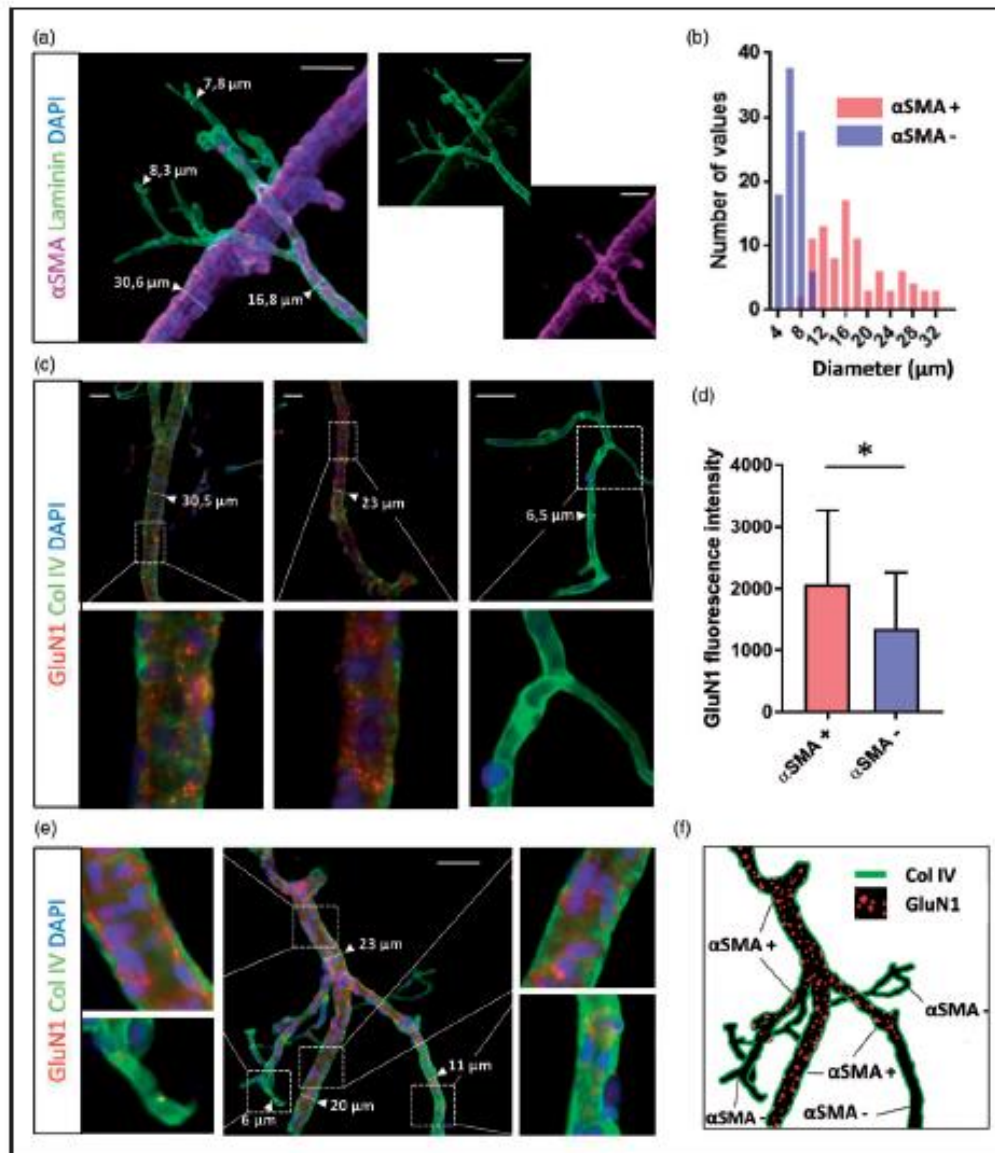 (a)
αSMA Laminin DAPI
7,8 µm
8,3 µm
30,6 µm
16,8 µm
(b)
40
30
20
10
0
Number of values
αSMA +
αSMA -
4 8 12 16 20 24 28 32
Diameter (µm)
(c)
GluN1 Col IV DAPI
30,5 µm
23 µm
6,5 µm
(d)
*
4000
3000
2000
1000
0
GluN1 fluorescence intensity
αSMA +
αSMA -
(e)
GluN1 Col IV DAPI
23 µm
11 µm
20 µm
6 µm
(f)
Col IV
GluN1
αSMA +
αSMA -
αSMA +
αSMA -
αSMA -